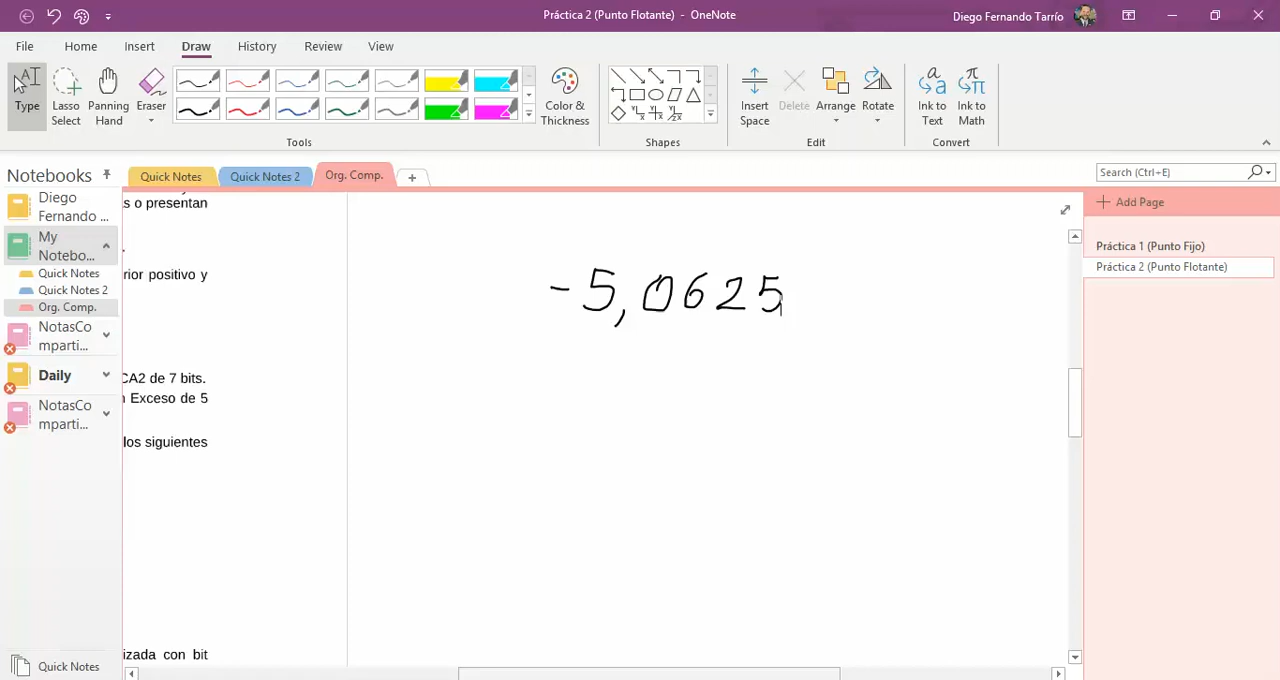 Práctica 2 (Punto Flotante) - OneNote
Diego Fernando Tarrío
File Home Insert Draw History Review View
Type
Lasso Select
Panning Hand
Eraser
Color & Thickness
Insert Space
Delete
Arrange
Rotate
Ink to Text
Ink to Math
Tools
Shapes
Edit
Convert
Notebooks
Quick Notes
Quick Notes 2
Org. Comp.
Search (Ctrl+E)
Diego
Fernando ...
My
Notebo...
Quick Notes
Quick Notes 2
Org. Comp.
NotasCo
mparti...
Daily
NotasCo
mparti...
Quick Notes
s o presentan
rior positivo y
CA2 de 7 bits.
Exceso de 5
los siguientes
izada con bit
-5,0625
Add Page
Práctica 1 (Punto Fijo)
Práctica 2 (Punto Flotante)